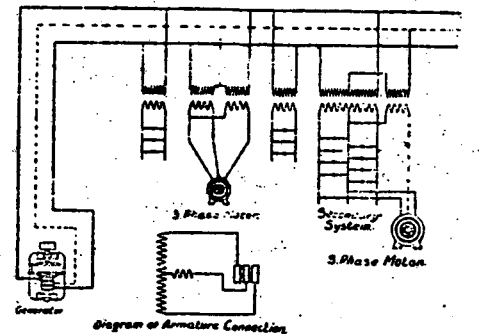 3. Phase Motor
Secondary
System.
3. Phase Motor.
Generator
Diagram of Armature Connection